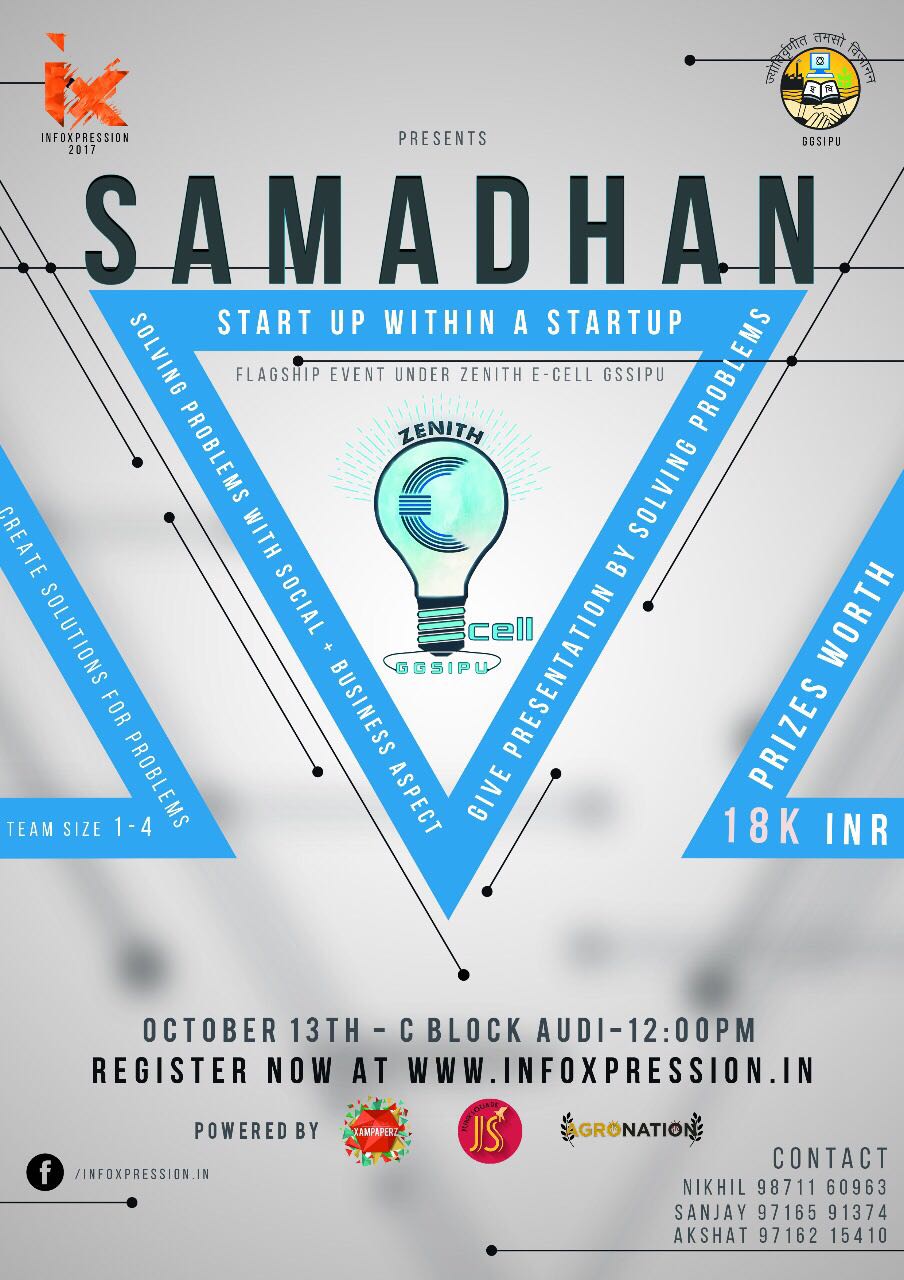 INFOXPRESSION
2017
ज्योतिर्वृणीत तमसो विजानन
GGSIPU
PRESENTS
SAMADHAN
START UP WITHIN A STARTUP
FLAGSHIP EVENT UNDER ZENITH E-CELL GSSIPU
SOLVING PROBLEMS WITH SOCIAL + BUSINESS ASPECT
GIVE PRESENTATION BY SOLVING PROBLEMS
ZENITH
cell
GGSIPU
CREATE SOLUTIONS FOR PROBLEMS
TEAM SIZE 1-4
PRIZES WORTH
18K INR
OCTOBER 13TH - C BLOCK AUDI-12:00PM
REGISTER NOW AT WWW.INFOXPRESSION.IN
POWERED BY
XAMPAPERZ
JS
AGRONATION
/INFOXPRESSION.IN
CONTACT
NIKHIL 98711 60963
SANJAY 97165 91374
AKSHAT 97162 15410